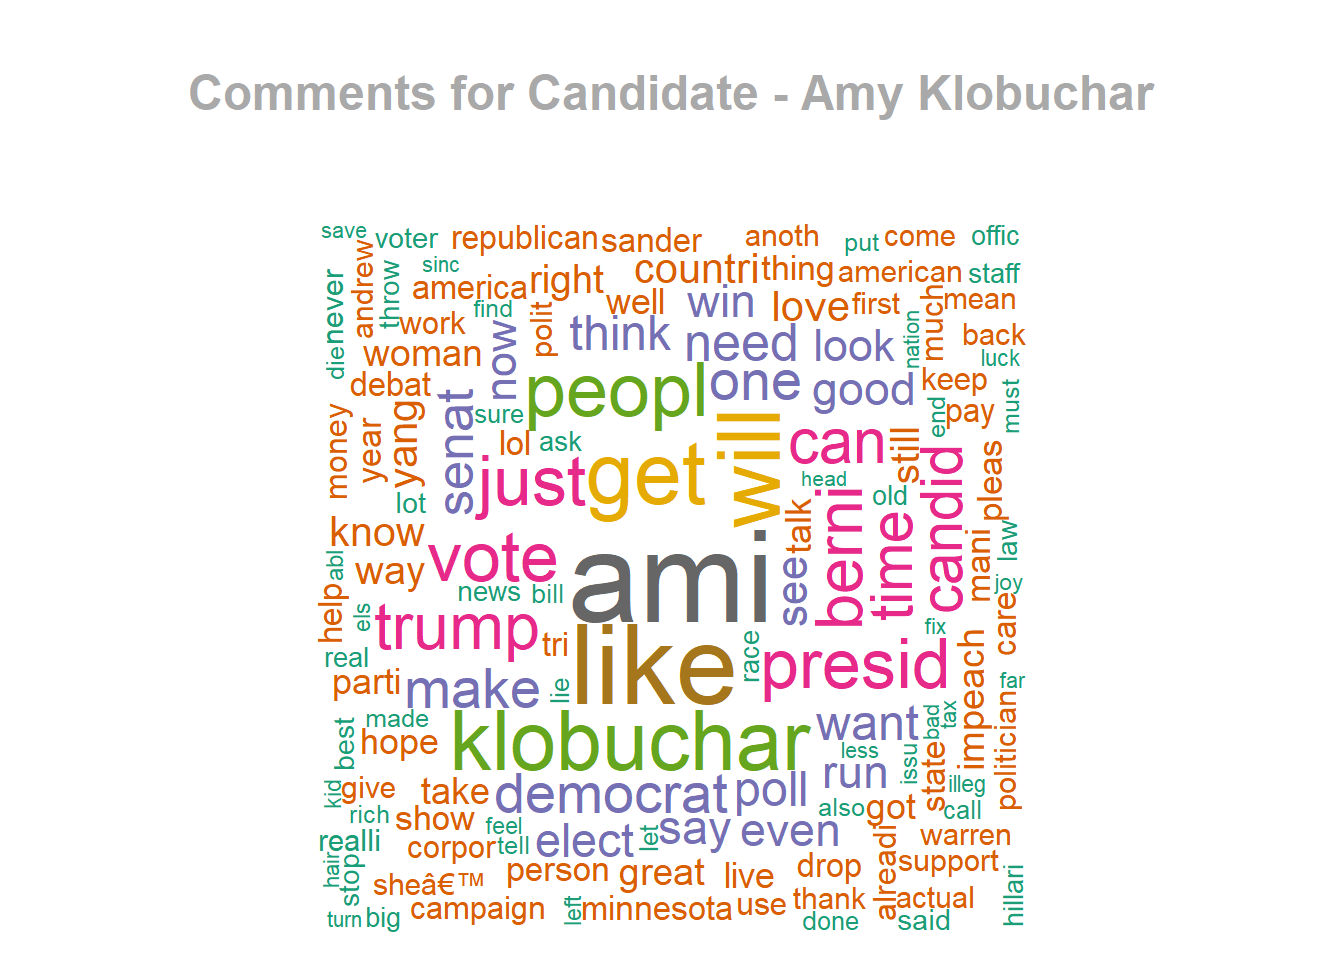 Comments for Candidate - Amy Klobuchar
save voter republican sander anoth put come offic
sinc countri thing american staff
never andrew throw america right well win love first much mean
find polit think need look nation back
die work now luck
woman
debat peopl one good keep must
money year yang senat sure will can still end pay
lol ask
just get head candid pleas
lot berni old
know talk time law
vote ami see mani
abl way joy
news bill
help els trump tri like race presid fix care
real
parti make lie impeach far
made klobuchar want bad tax politician
best hope less issu
kid give take democrat poll run state illeg
rich show feel also got call
realli corpor tell elect let say even warren
hair stop person great live drop alreadi support
sheâ€™ thank actual
turn big campaign left minnesota use done said hillari